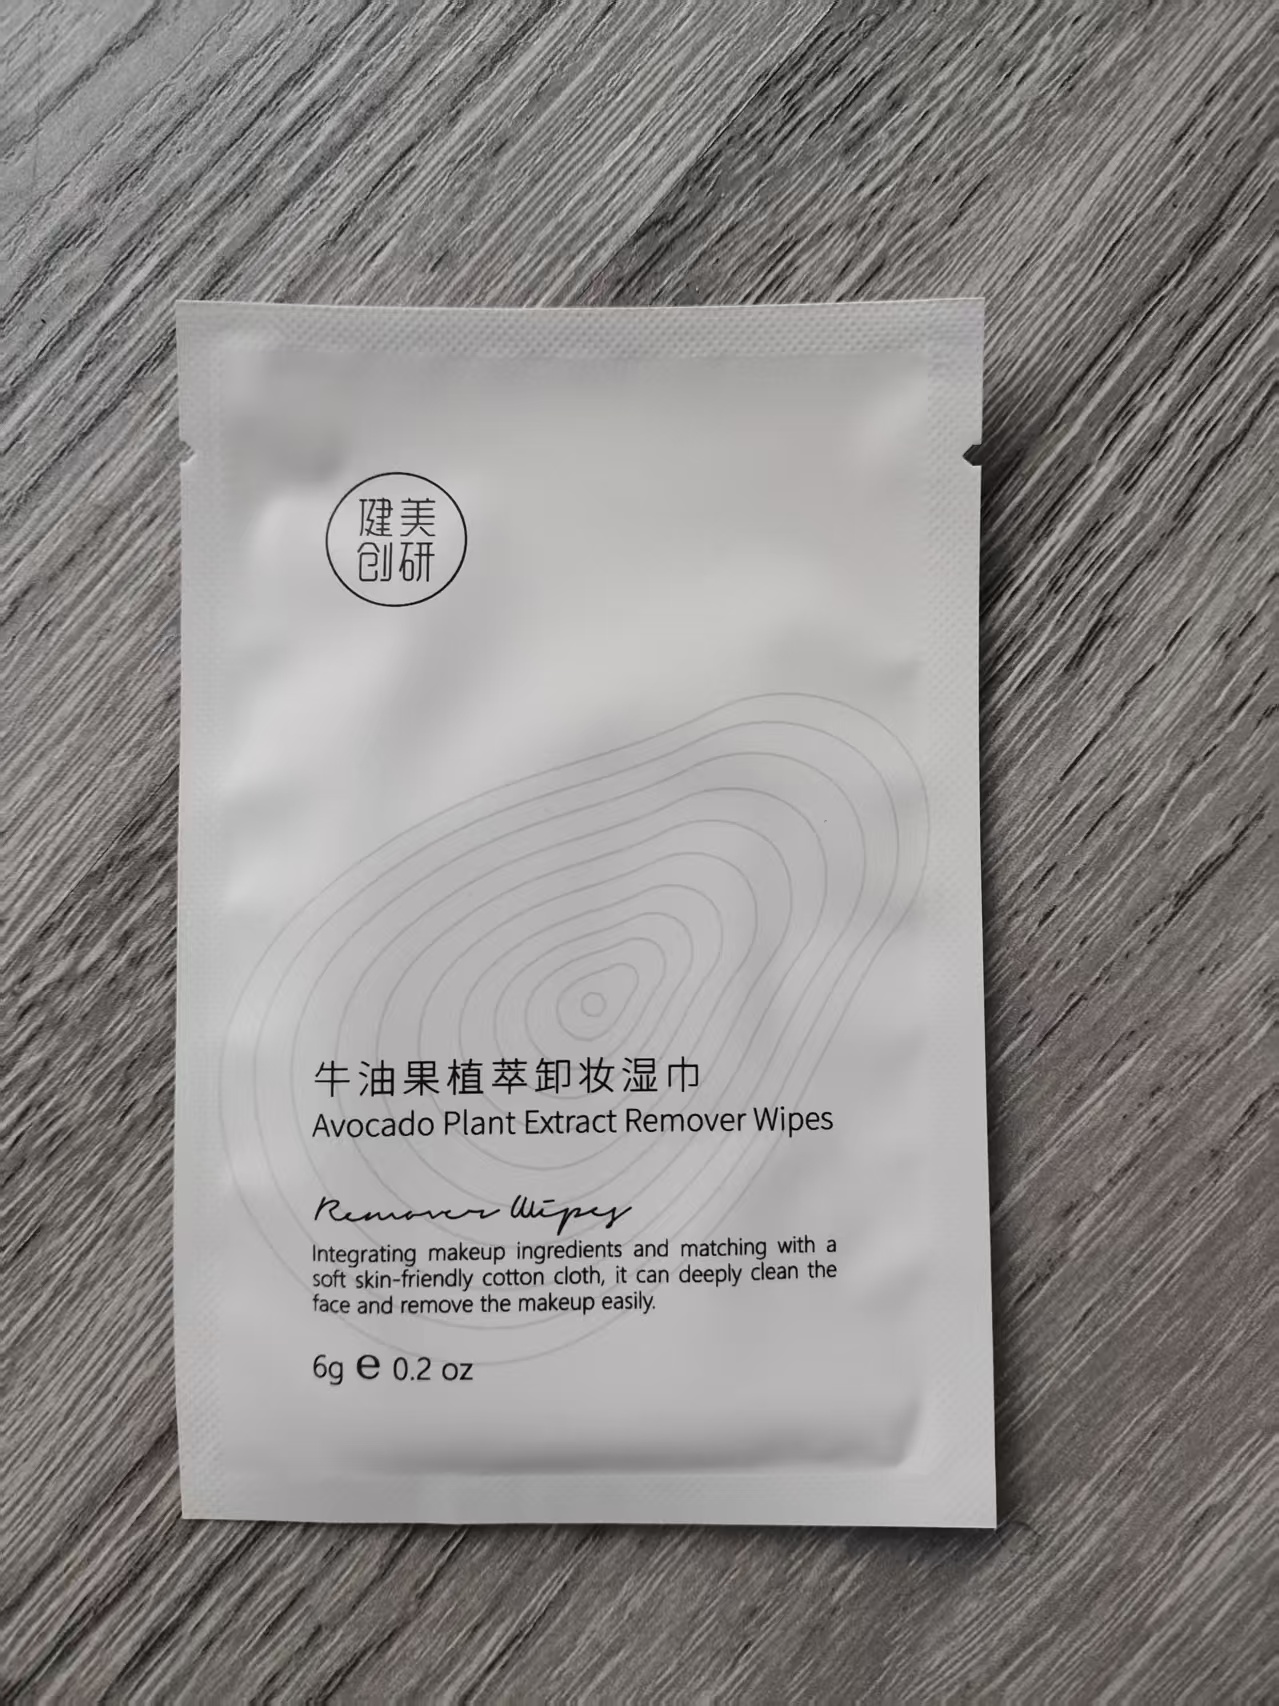 健美
创研
牛油果植萃卸妆湿巾
Avocado Plant Extract Remover Wipes
Remover Wipes
Integrating makeup ingredients and matching with a
soft skin-friendly cotton cloth, it can deeply clean the
face and remove the makeup easily.
6g e 0.2 oz